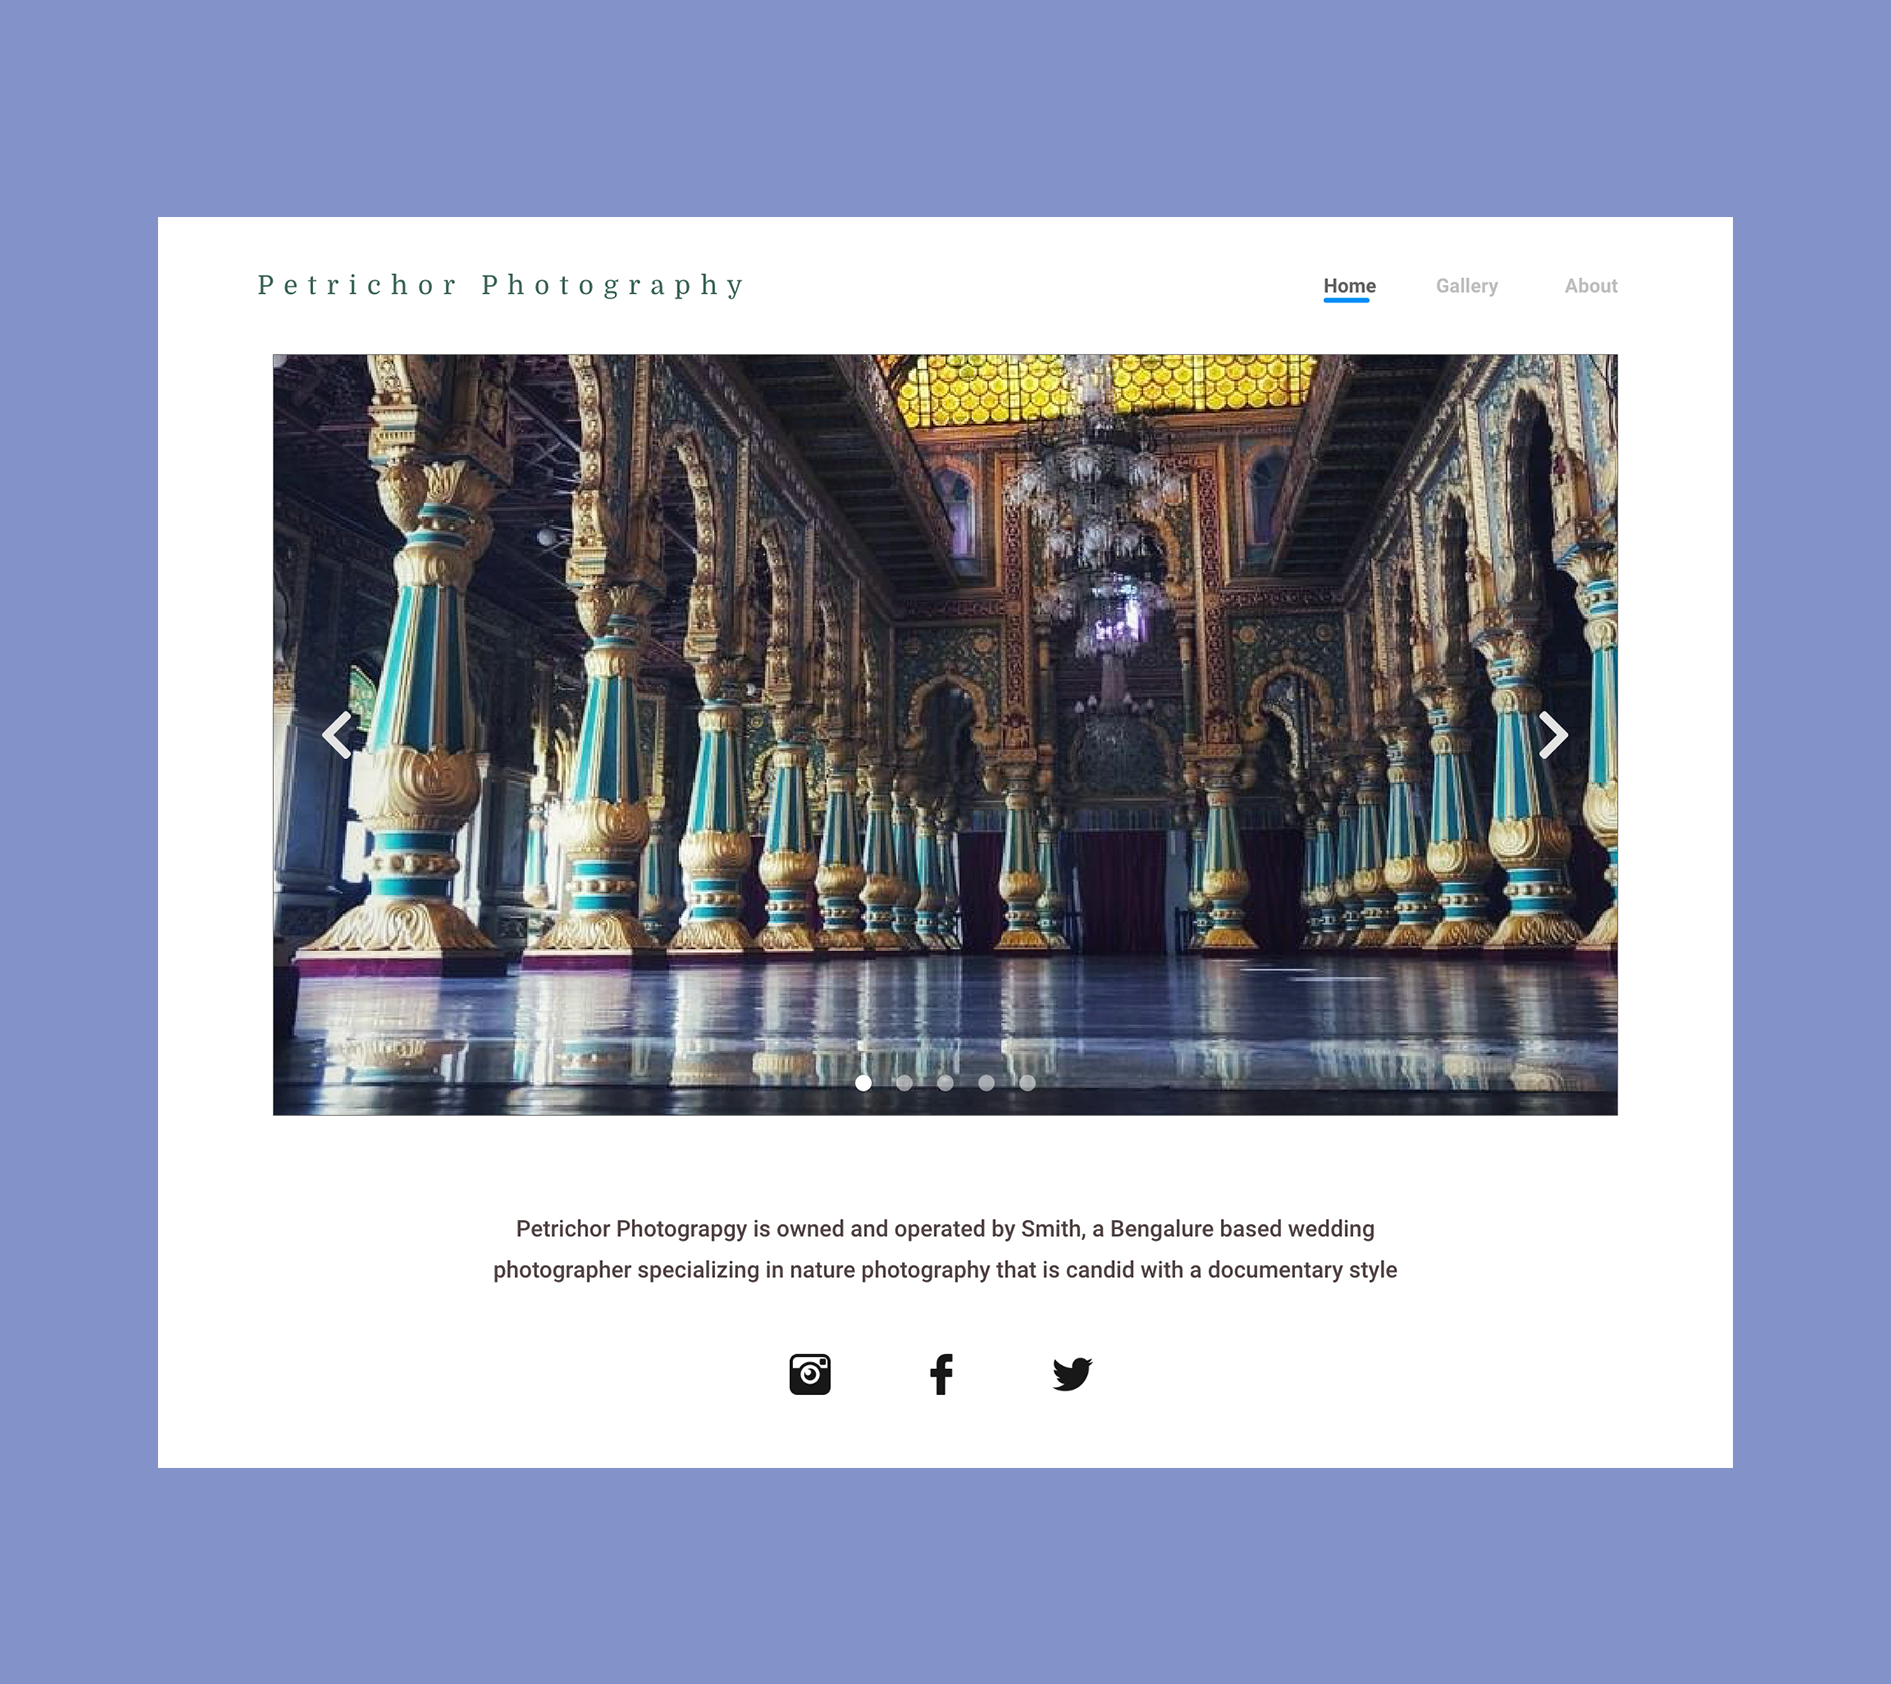 Petrichor Photography
Home Gallery About
Petrichor Photograpgy is owned and operated by Smith, a Bengalure based wedding
photographer specializing in nature photography that is candid with a documentary style